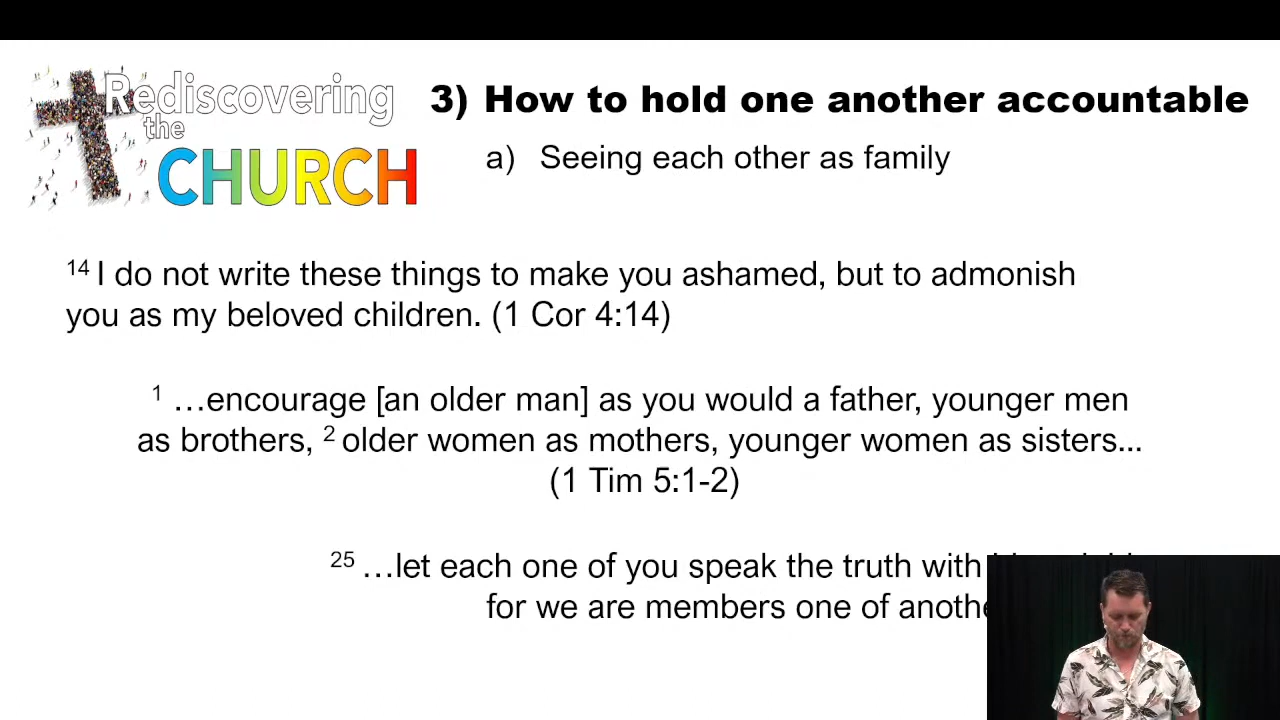 Rediscovering
the
CHURCH
3) How to hold one another accountable
a) Seeing each other as family
14 I do not write these things to make you ashamed, but to admonish
you as my beloved children. (1 Cor 4:14)
1 …encourage [an older man] as you would a father, younger men
as brothers, 2 older women as mothers, younger women as sisters...
(1 Tim 5:1-2)
25 …let each one of you speak the truth with
for we are members one of